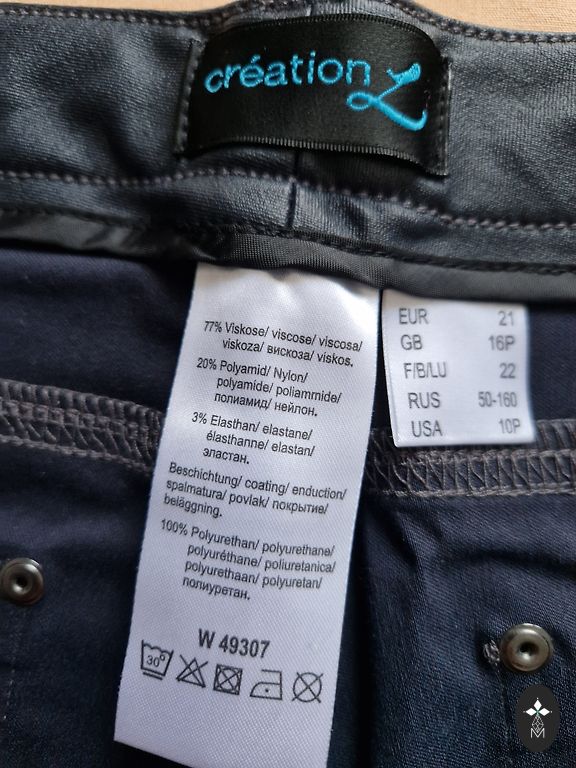 création L
77% Viskose/ viscose/ viscosa/
viskoza/ вискоза/ viskos.
20% Polyamid/ Nylon/
polyamide/ poliammide/
полиамид/ нейлон.
3% Elasthan/ elastane/
élasthanne/ elastan/
эластан.
Beschichtung/ coating/ enduction/
spalmatura/ povlak/ покрытие/
beläggning.
100% Polyurethan/ polyurethane/
polyuréthane/ poliuretanica/
polyurethaan/ polyuretan/
полиуретан.
W 49307
30°
EUR 21
GB 16P
F/B/LU 22
RUS 50-160
USA 10P
M